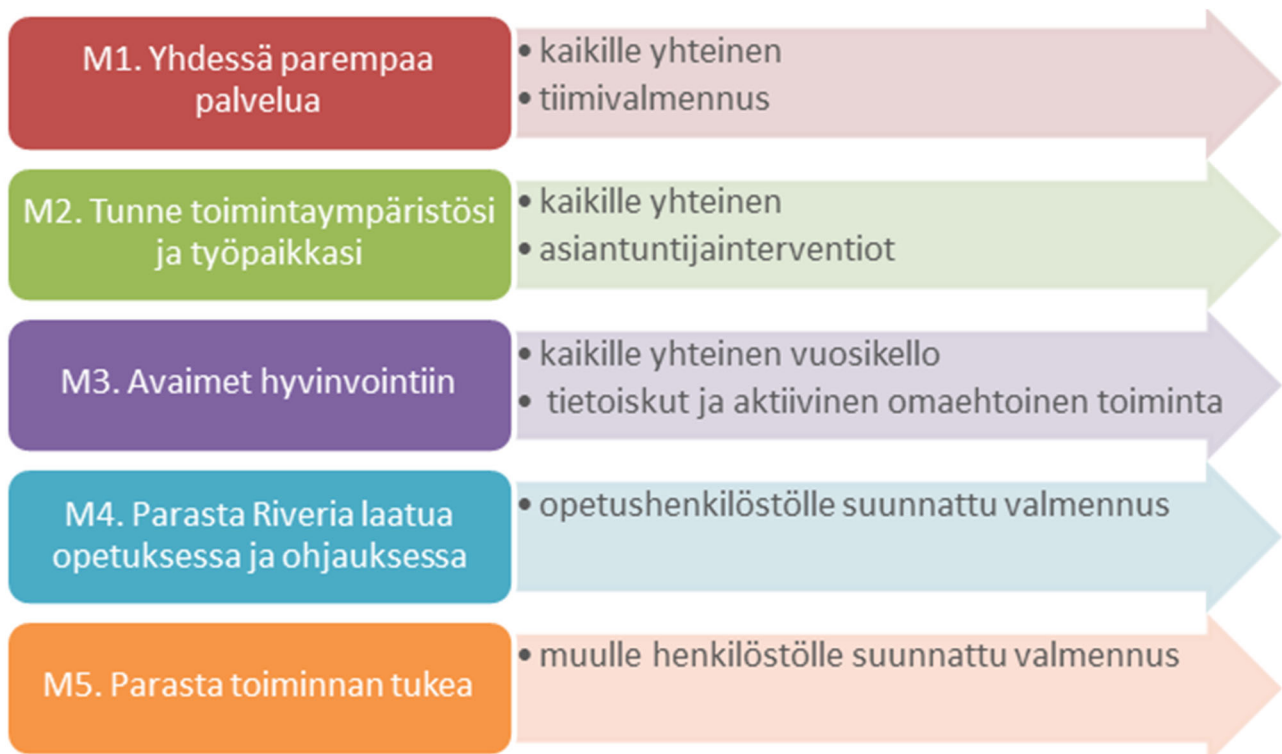 M1. Yhdessä parempaa
palvelua
• kaikille yhteinen
• tiimivalmennus
M2. Tunne toimintaympäristösi
ja työpaikkasi
• kaikille yhteinen
• asiantuntijainterventiot
M3. Avaimet hyvinvointiin
• kaikille yhteinen vuosikello
• tietoiskut ja aktiivinen omaehtoinen toiminta
M4. Parasta Riveria laatua
opetuksessa ja ohjauksessa
• opetushenkilöstölle suunnattu valmennus
M5. Parasta toiminnan tukea
• muulle henkilöstölle suunnattu valmennus